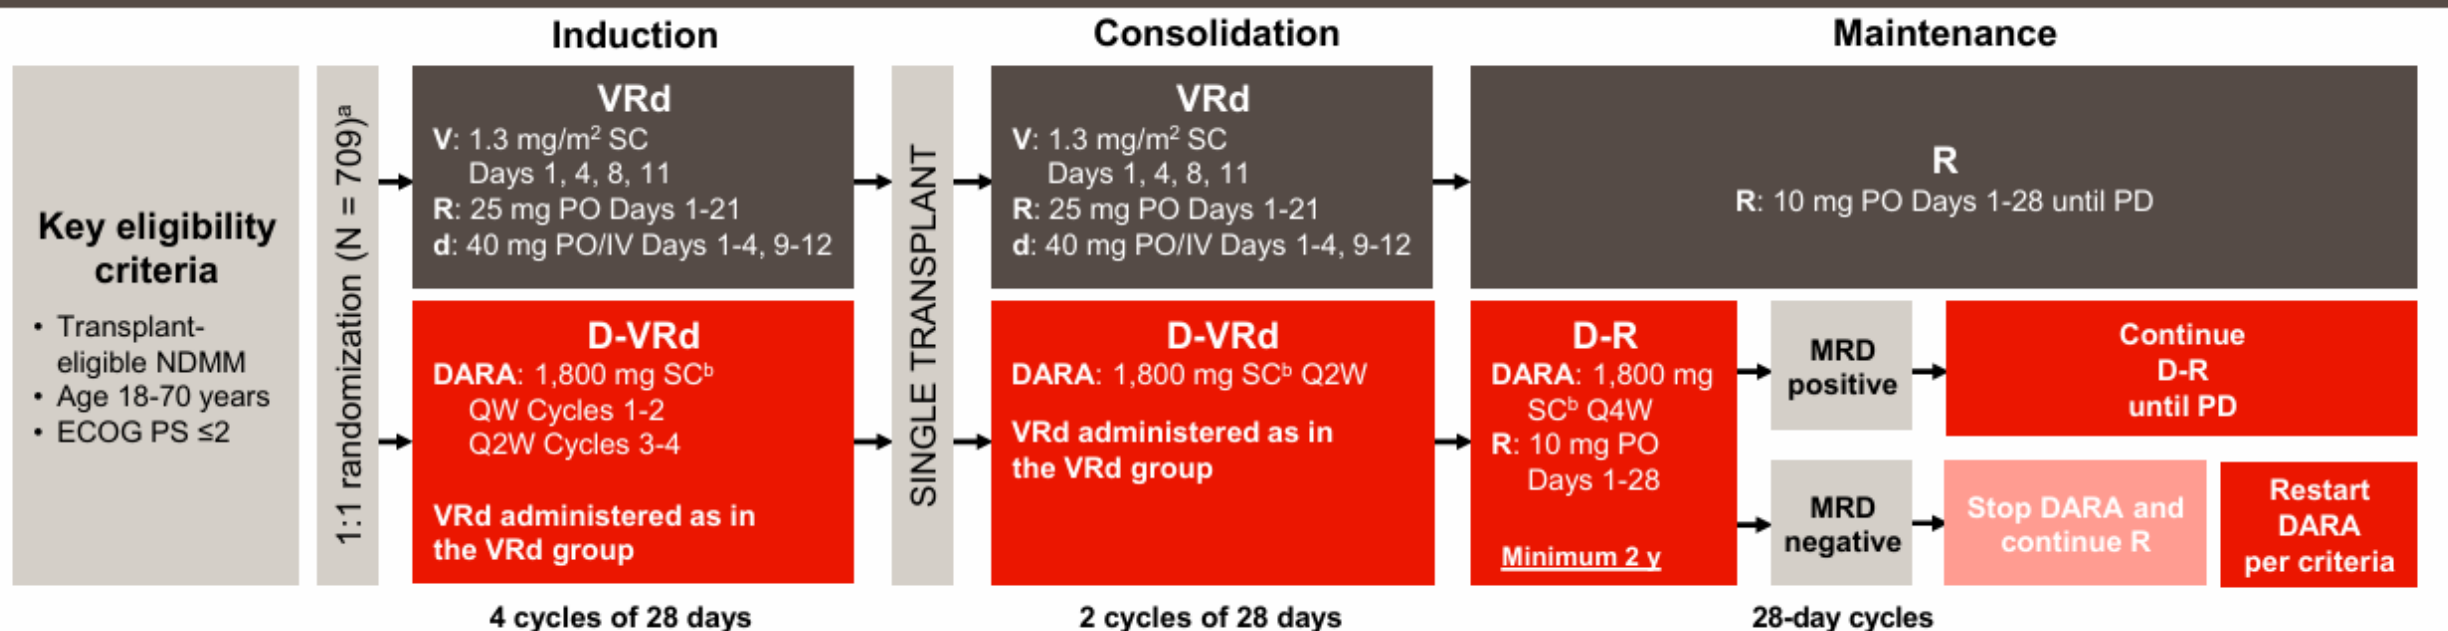 Induction
Consolidation
Maintenance
Key eligibility
criteria
• Transplant-
eligible NDMM
• Age 18-70 years
• ECOG PS ≤2
1:1 randomization (N = 709)ᵃ
VRd
V: 1.3 mg/m² SC
Days 1, 4, 8, 11
R: 25 mg PO Days 1-21
d: 40 mg PO/IV Days 1-4, 9-12
D-VRd
DARA: 1,800 mg SCᵇ
QW Cycles 1-2
Q2W Cycles 3-4
VRd administered as in
the VRd group
4 cycles of 28 days
SINGLE TRANSPLANT
VRd
V: 1.3 mg/m² SC
Days 1, 4, 8, 11
R: 25 mg PO Days 1-21
d: 40 mg PO/IV Days 1-4, 9-12
D-VRd
DARA: 1,800 mg SCᵇ Q2W
VRd administered as in
the VRd group
2 cycles of 28 days
R
R: 10 mg PO Days 1-28 until PD
D-R
DARA: 1,800 mg
SCᵇ Q4W
R: 10 mg PO
Days 1-28
Minimum 2 y
MRD
positive
Continue
D-R
until PD
MRD
negative
Stop DARA and
continue R
Restart
DARA
per criteria
28-day cycles